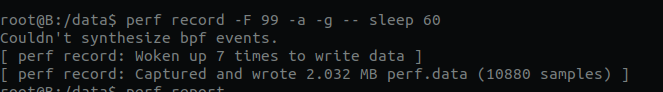 root@B:/data$ perf record -F 99 -a -g -- sleep 60
Couldn't synthesize bpf events.
[ perf record: Woken up 7 times to write data ]
[ perf record: Captured and wrote 2.032 MB perf.data (10880 samples) ]
root@B:/data$ perf report